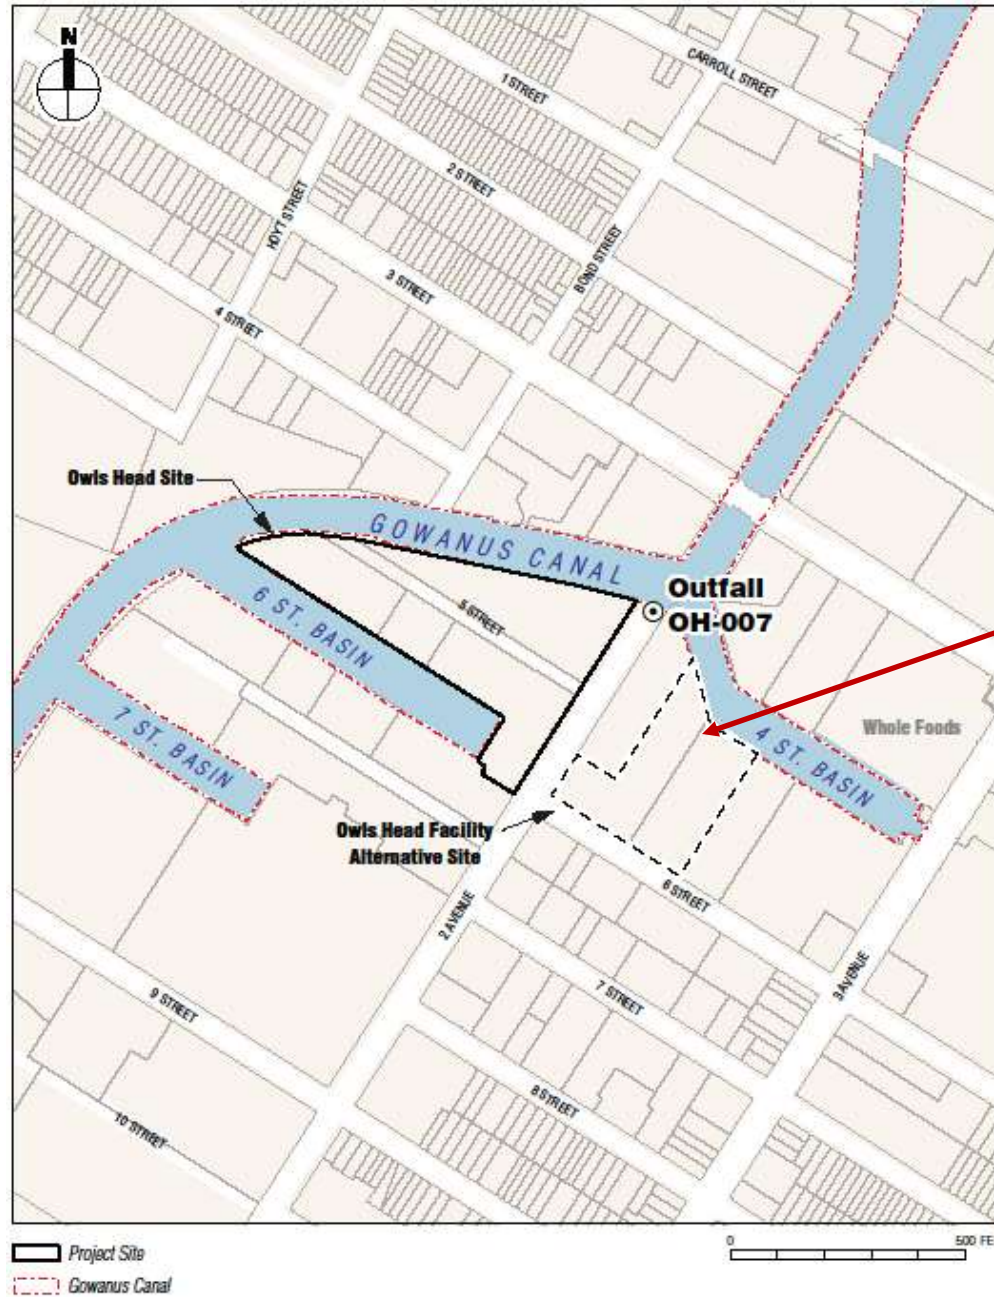 N
CARROLL STREET
1 STREET
2 STREET
HOYT STREET
BOND STREET
3 STREET
4 STREET
Owls Head Site
GOWANUS CANAL
Outfall
OH-007
5 STREET
6 ST. BASIN
7 ST. BASIN
Whole Foods
4 ST. BASIN
Owls Head Facility
Alternative Site
6 STREET
2 AVENUE
3 AVENUE
7 STREET
9 STREET
8 STREET
10 STREET
Project Site
Gowanus Canal
0
500 FE